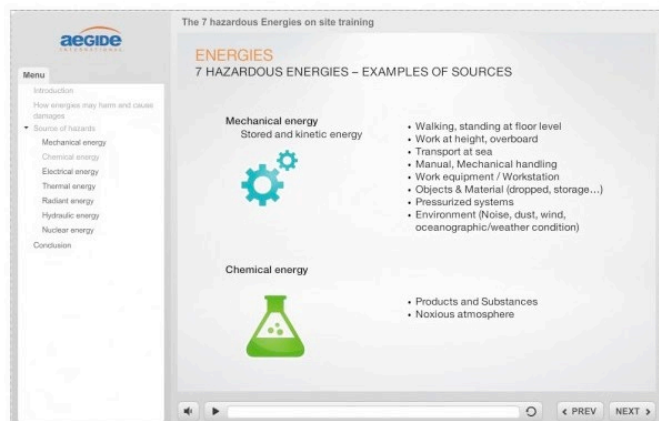 The 7 hazardous Energies on site training
aegide
INTERNATIONAL
Menu
Introduction
How energies may harm and cause
damages
Source of hazards
Mechanical energy
Chemical energy
Electrical energy
Thermal energy
Radiant energy
Hydraulic energy
Nuclear energy
Conclusion
ENERGIES
7 HAZARDOUS ENERGIES – EXAMPLES OF SOURCES
Mechanical energy
Stored and kinetic energy
• Walking, standing at floor level
• Work at height, overboard
• Transport at sea
• Manual, Mechanical handling
• Work equipment / Workstation
• Objects & Material (dropped, storage…)
• Pressurized systems
• Environment (Noise, dust, wind,
oceanographic/weather condition)
Chemical energy
• Products and Substances
• Noxious atmosphere
PREV
NEXT